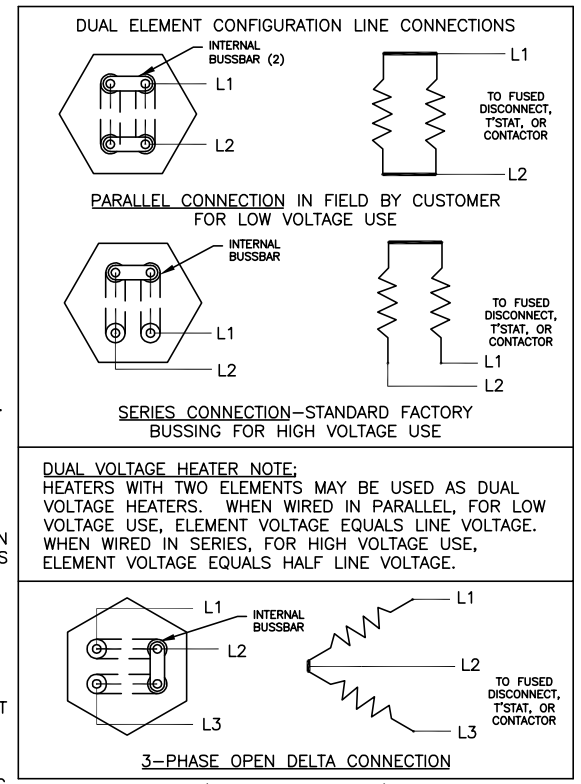 DUAL ELEMENT CONFIGURATION LINE CONNECTIONS
INTERNAL
BUSSBAR (2)
L1
L2
L1
TO FUSED
DISCONNECT,
T'STAT, OR
CONTACTOR
L2
PARALLEL CONNECTION IN FIELD BY CUSTOMER
FOR LOW VOLTAGE USE
INTERNAL
BUSSBAR
L1
L2
TO FUSED
DISCONNECT,
T'STAT, OR
CONTACTOR
L1
L2
SERIES CONNECTION–STANDARD FACTORY
BUSSING FOR HIGH VOLTAGE USE
DUAL VOLTAGE HEATER NOTE;
HEATERS WITH TWO ELEMENTS MAY BE USED AS DUAL
VOLTAGE HEATERS. WHEN WIRED IN PARALLEL, FOR LOW
VOLTAGE USE, ELEMENT VOLTAGE EQUALS LINE VOLTAGE.
WHEN WIRED IN SERIES, FOR HIGH VOLTAGE USE,
ELEMENT VOLTAGE EQUALS HALF LINE VOLTAGE.
N
S
L1
INTERNAL
BUSSBAR
L2
L3
L1
L2
TO FUSED
DISCONNECT,
T'STAT, OR
CONTACTOR
L3
T
3–PHASE OPEN DELTA CONNECTION